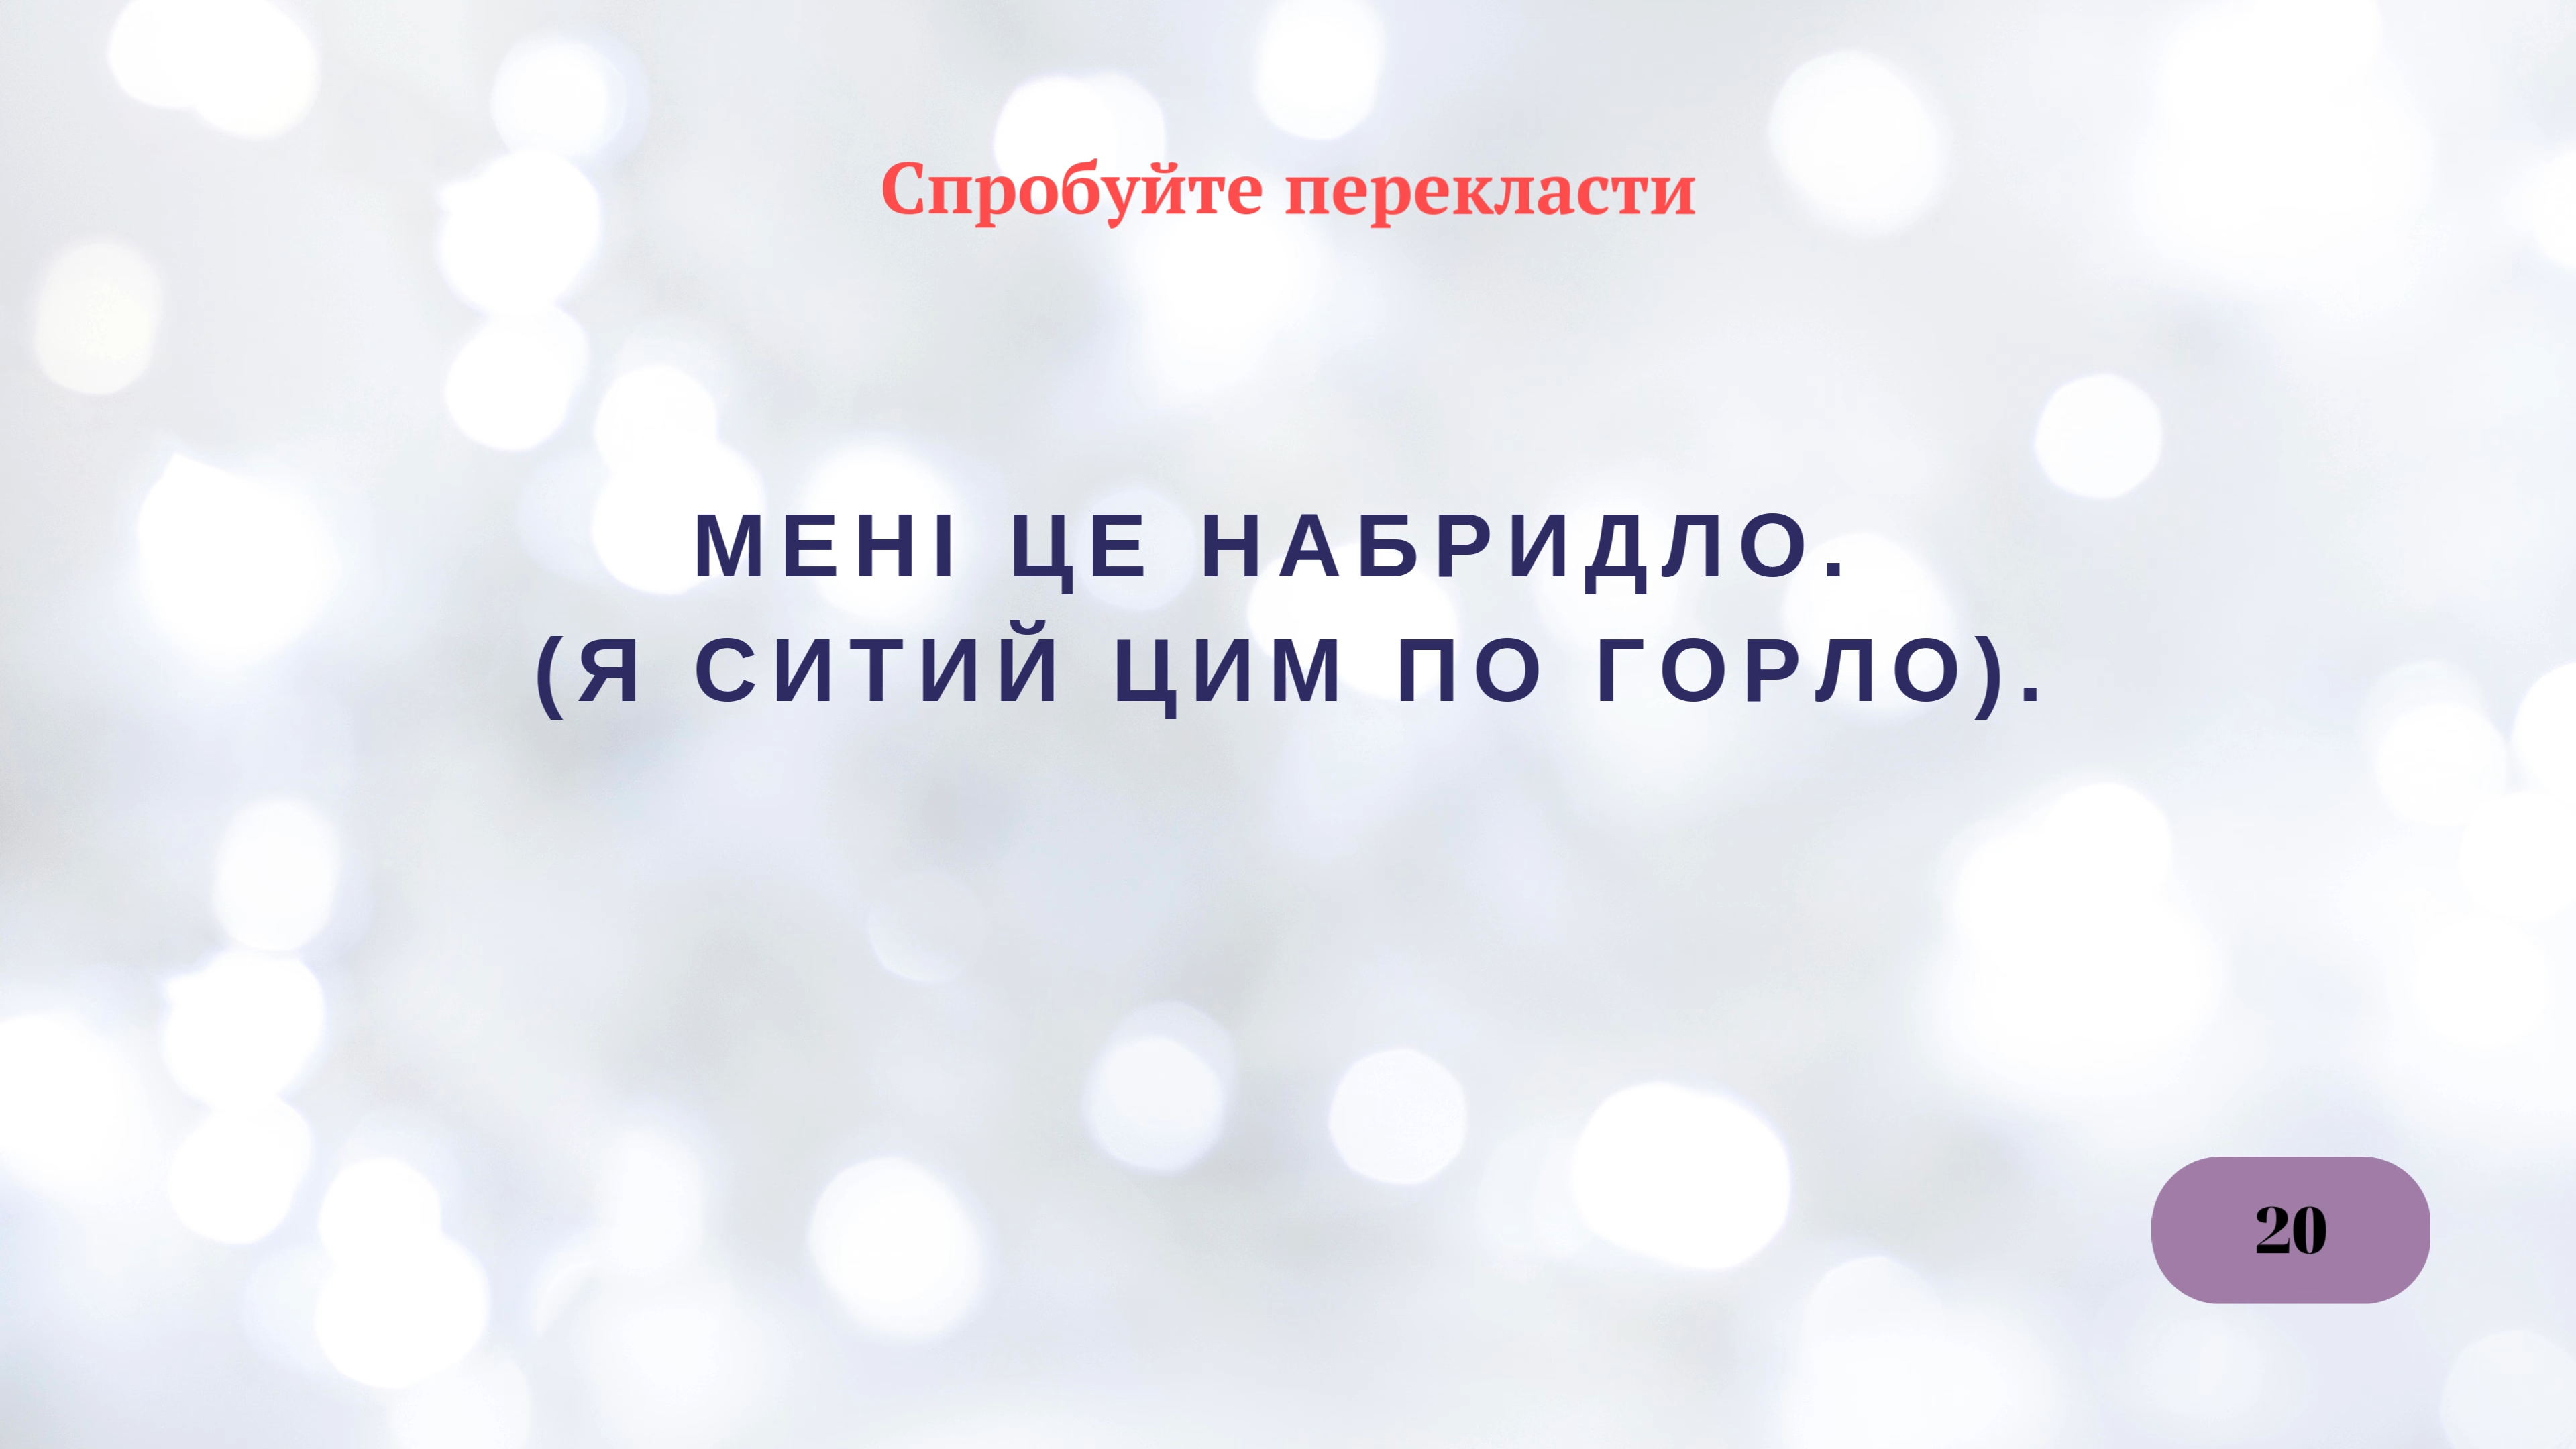 Спробуйте перекласти
МЕНІ ЦЕ НАБРИДЛО.
(Я СИТИЙ ЦИМ ПО ГОРЛО).
20